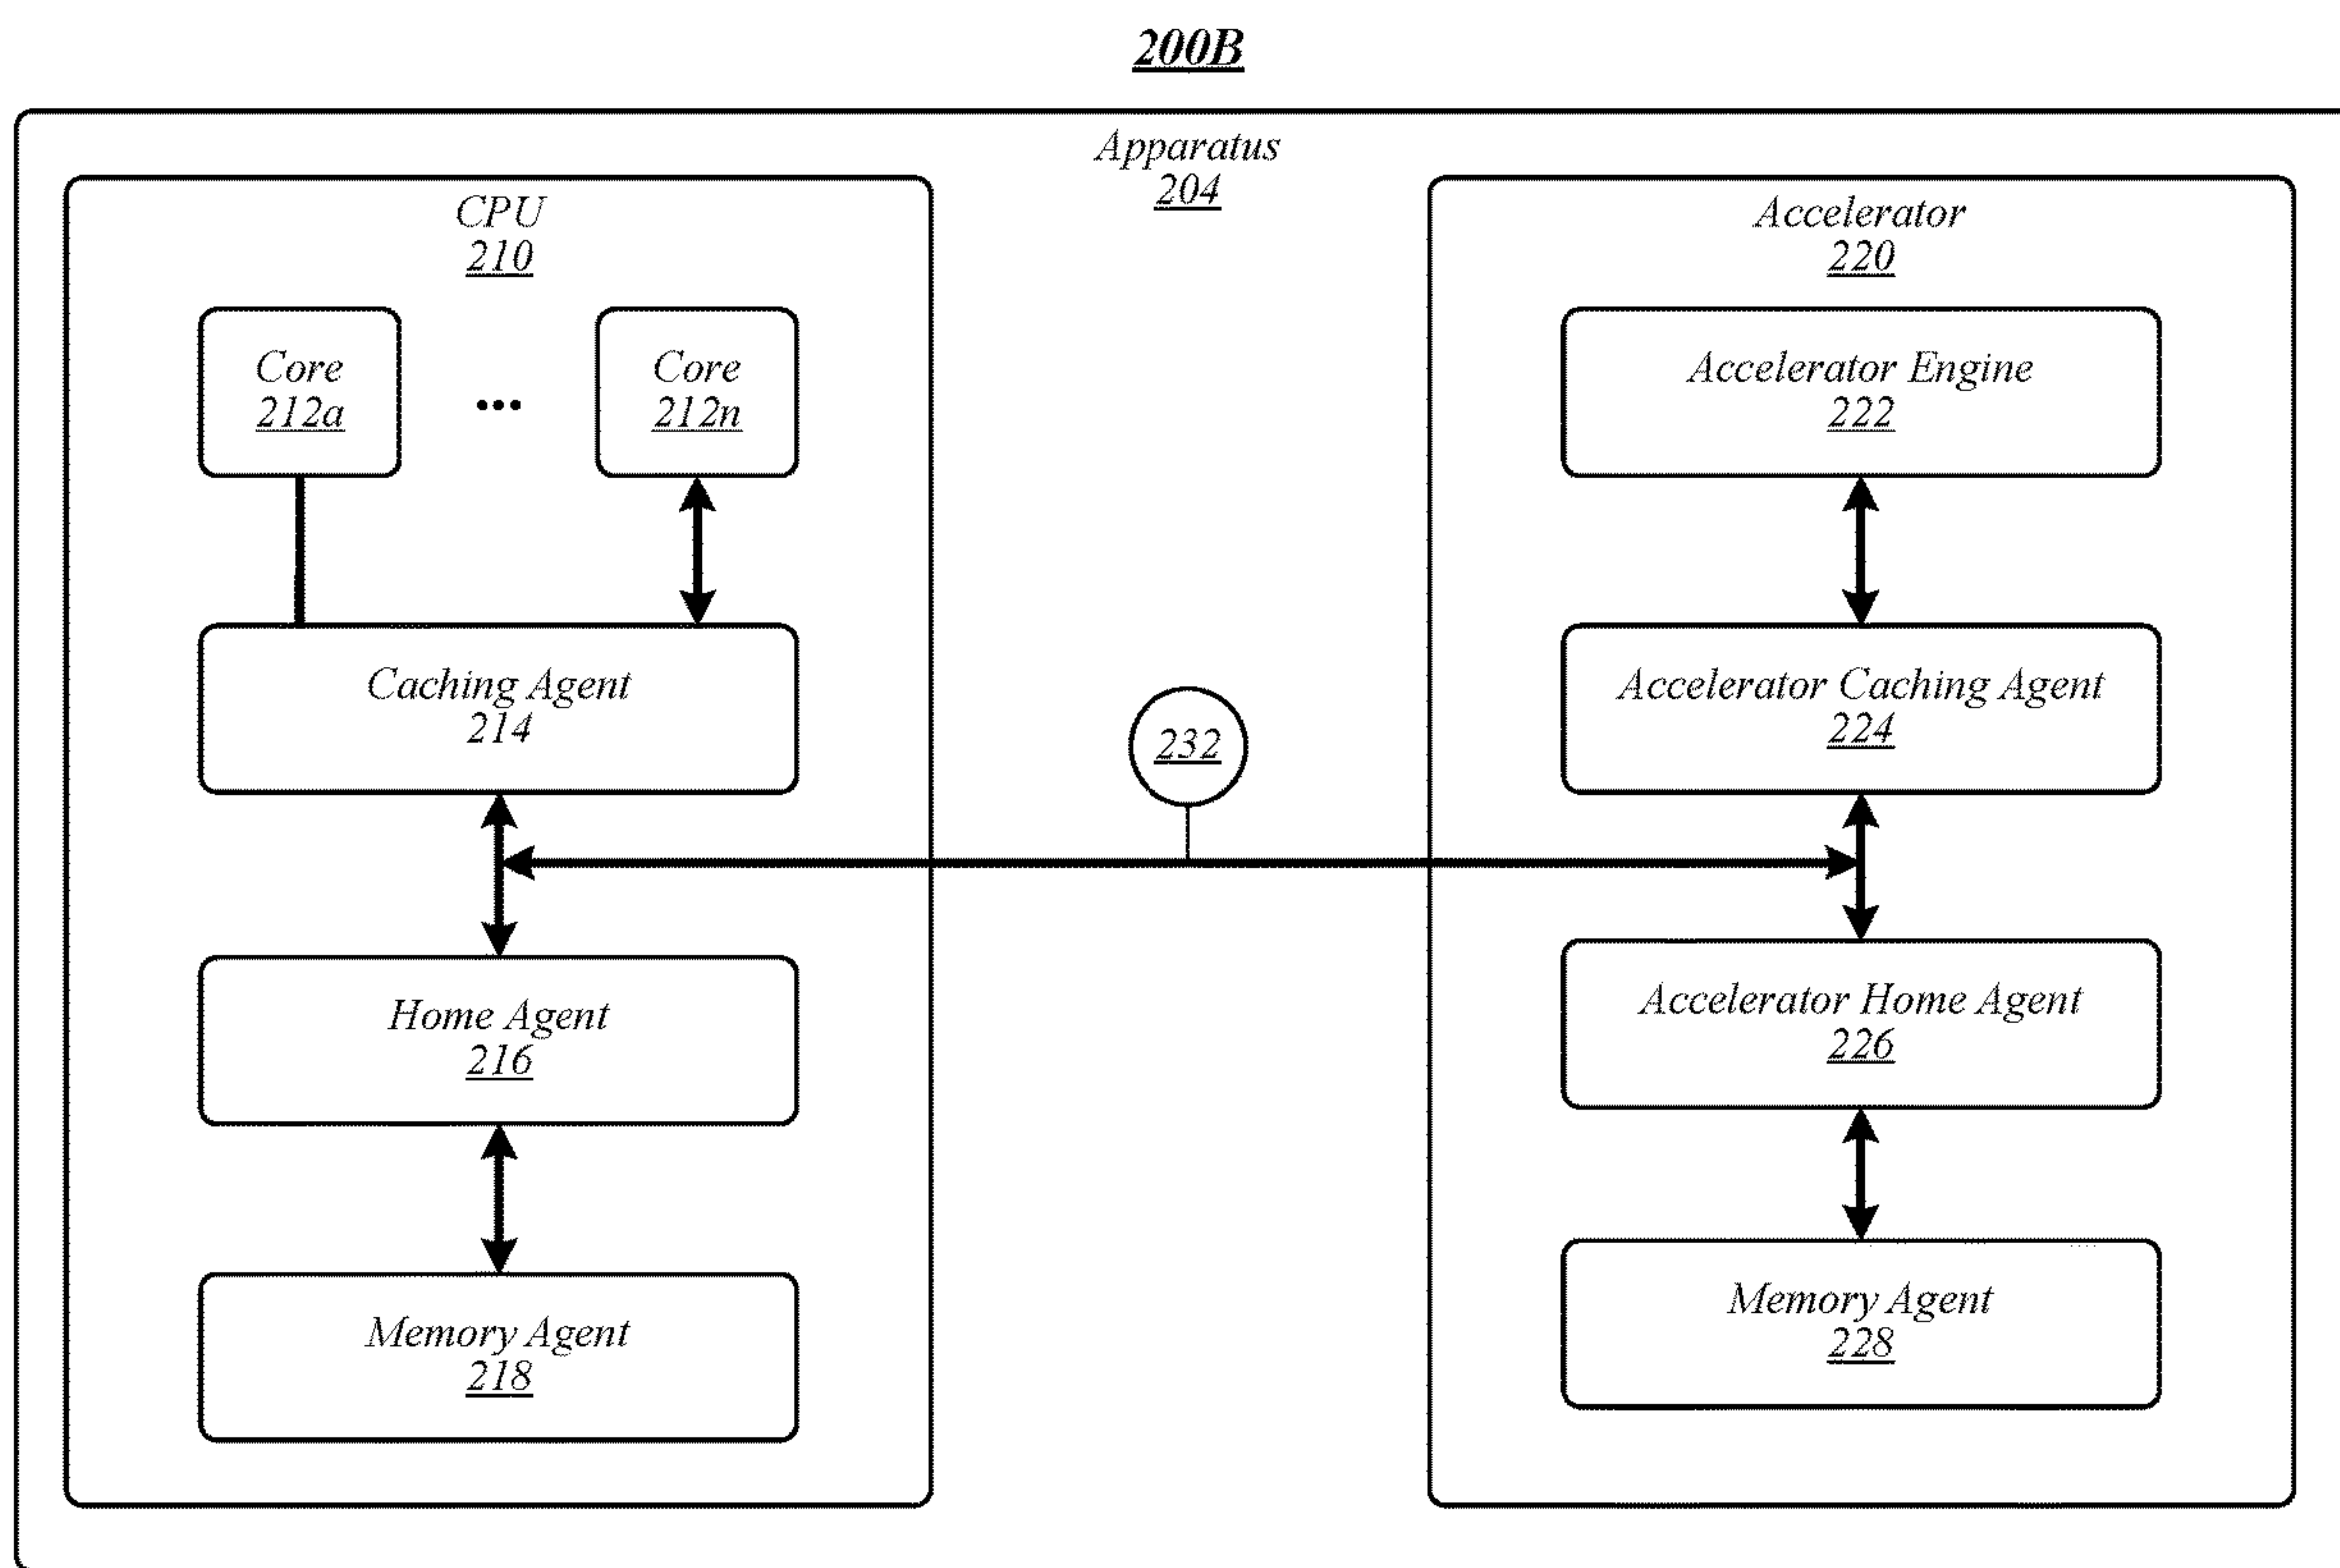 200B
Apparatus
204
CPU
210
Core
212a
...
Core
212n
Caching Agent
214
Home Agent
216
Memory Agent
218
232
Accelerator
220
Accelerator Engine
222
Accelerator Caching Agent
224
Accelerator Home Agent
226
Memory Agent
228